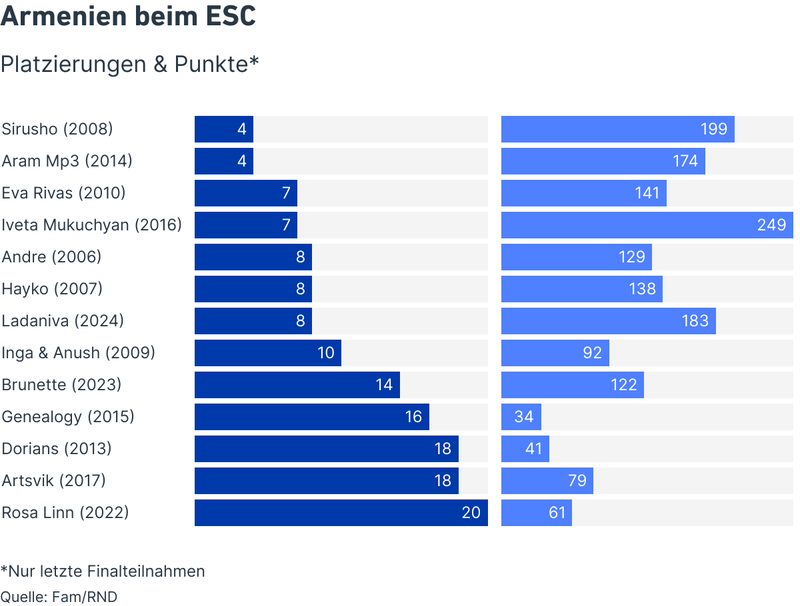 Armenien beim ESC
Platzierungen & Punkte*
Sirusho (2008) 4 199
Aram Mp3 (2014) 4 174
Eva Rivas (2010) 7 141
Iveta Mukuchyan (2016) 7 249
Andre (2006) 8 129
Hayko (2007) 8 138
Ladaniva (2024) 8 183
Inga & Anush (2009) 10 92
Brunette (2023) 14 122
Genealogy (2015) 16 34
Dorians (2013) 18 41
Artsvik (2017) 18 79
Rosa Linn (2022) 20 61
*Nur letzte Finalteilnahmen
Quelle: Fam/RND